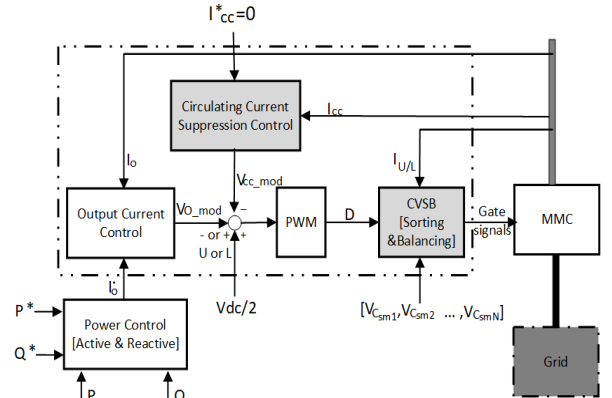 I*cc=0
Circulating Current
Suppression Control
Icc
Io
IU/L
Vcc_mod
−
Output Current
Control
VO_mod
- or +
+
U or L
PWM
D
CVSB
[Sorting
&Balancing]
Gate
signals
MMC
I*o
Vdc/2
[VCsm1,VCsm2 ...,VCsmN]
P*
Q*
Power Control
[Active & Reactive]
P
Q
Grid